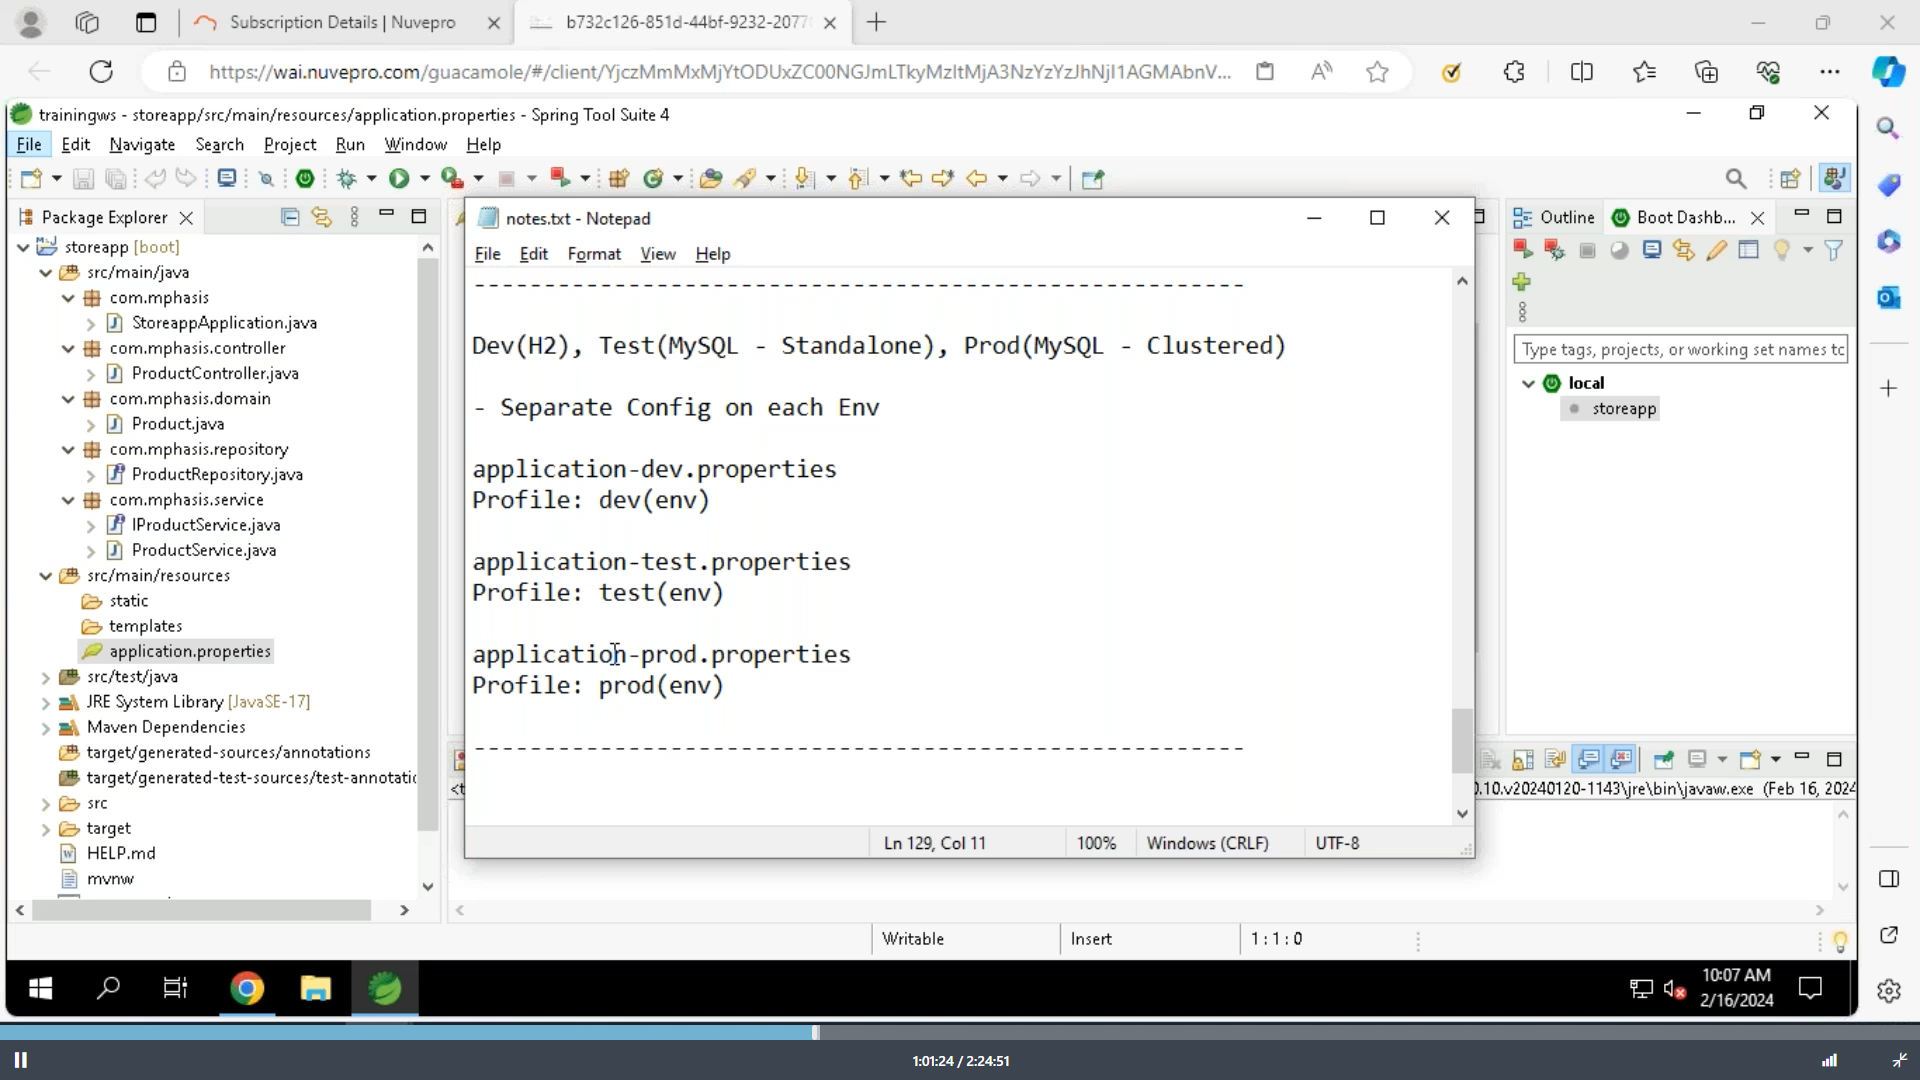 Subscription Details | Nuvepro
b732c126-851d-44bf-9232-2077
https://wai.nuvepro.com/guacamole/#/client/YjczMmMxMjYtODUxZC00NGJmLTkyMzItMjA3NzYzYzJhNjI1AGMAbnV...
trainingws - storeapp/src/main/resources/application.properties - Spring Tool Suite 4
File Edit Navigate Search Project Run Window Help
Package Explorer
storeapp [boot]
src/main/java
com.mphasis
StoreappApplication.java
com.mphasis.controller
ProductController.java
com.mphasis.domain
Product.java
com.mphasis.repository
ProductRepository.java
com.mphasis.service
IProductService.java
ProductService.java
src/main/resources
static
templates
application.properties
src/test/java
JRE System Library [JavaSE-17]
Maven Dependencies
target/generated-sources/annotations
target/generated-test-sources/test-annotatic
src
target
HELP.md
mvnw
notes.txt - Notepad
File Edit Format View Help
-------------------------------------------------------
Dev(H2), Test(MySQL - Standalone), Prod(MySQL - Clustered)
- Separate Config on each Env
application-dev.properties
Profile: dev(env)
application-test.properties
Profile: test(env)
application-prod.properties
Profile: prod(env)
-------------------------------------------------------
Ln 129, Col 11 100% Windows (CRLF) UTF-8
Outline Boot Dashb...
Type tags, projects, or working set names tc
local
storeapp
<t
.10.v20240120-1143\jre\bin\javaw.exe (Feb 16, 2024
Writable Insert 1 : 1 : 0
10:07 AM
2/16/2024
1:01:24 / 2:24:51